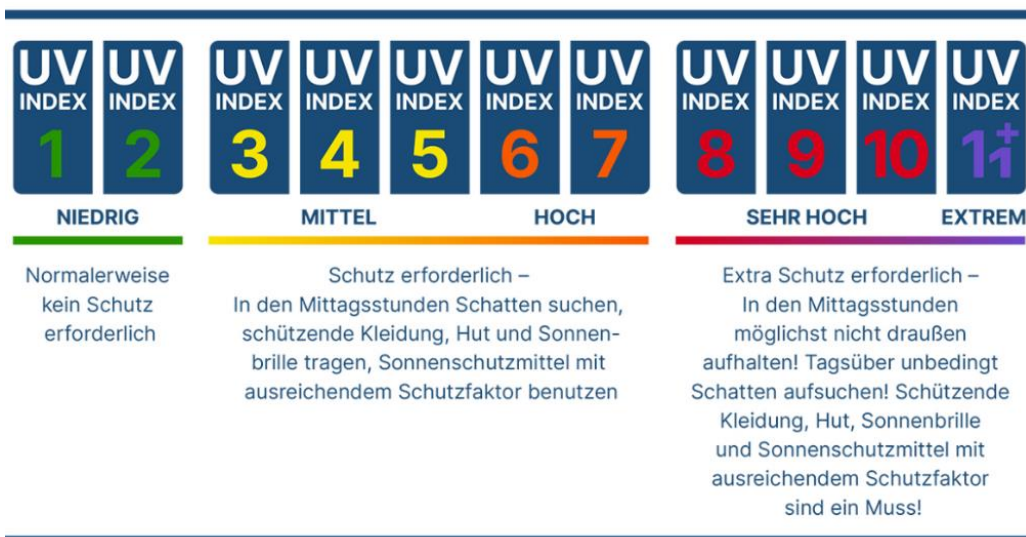 UV UV UV UV UV UV UV UV UV UV UV
INDEX INDEX INDEX INDEX INDEX INDEX INDEX INDEX INDEX INDEX INDEX
1 2 3 4 5 6 7 8 9 10 11+
NIEDRIG MITTEL HOCH SEHR HOCH EXTREM
Normalerweise
kein Schutz
erforderlich
Schutz erforderlich –
In den Mittagsstunden Schatten suchen,
schützende Kleidung, Hut und Sonnen-
brille tragen, Sonnenschutzmittel mit
ausreichendem Schutzfaktor benutzen
Extra Schutz erforderlich –
In den Mittagsstunden
möglichst nicht draußen
aufhalten! Tagsüber unbedingt
Schatten aufsuchen! Schützende
Kleidung, Hut, Sonnenbrille
und Sonnenschutzmittel mit
ausreichendem Schutzfaktor
sind ein Muss!